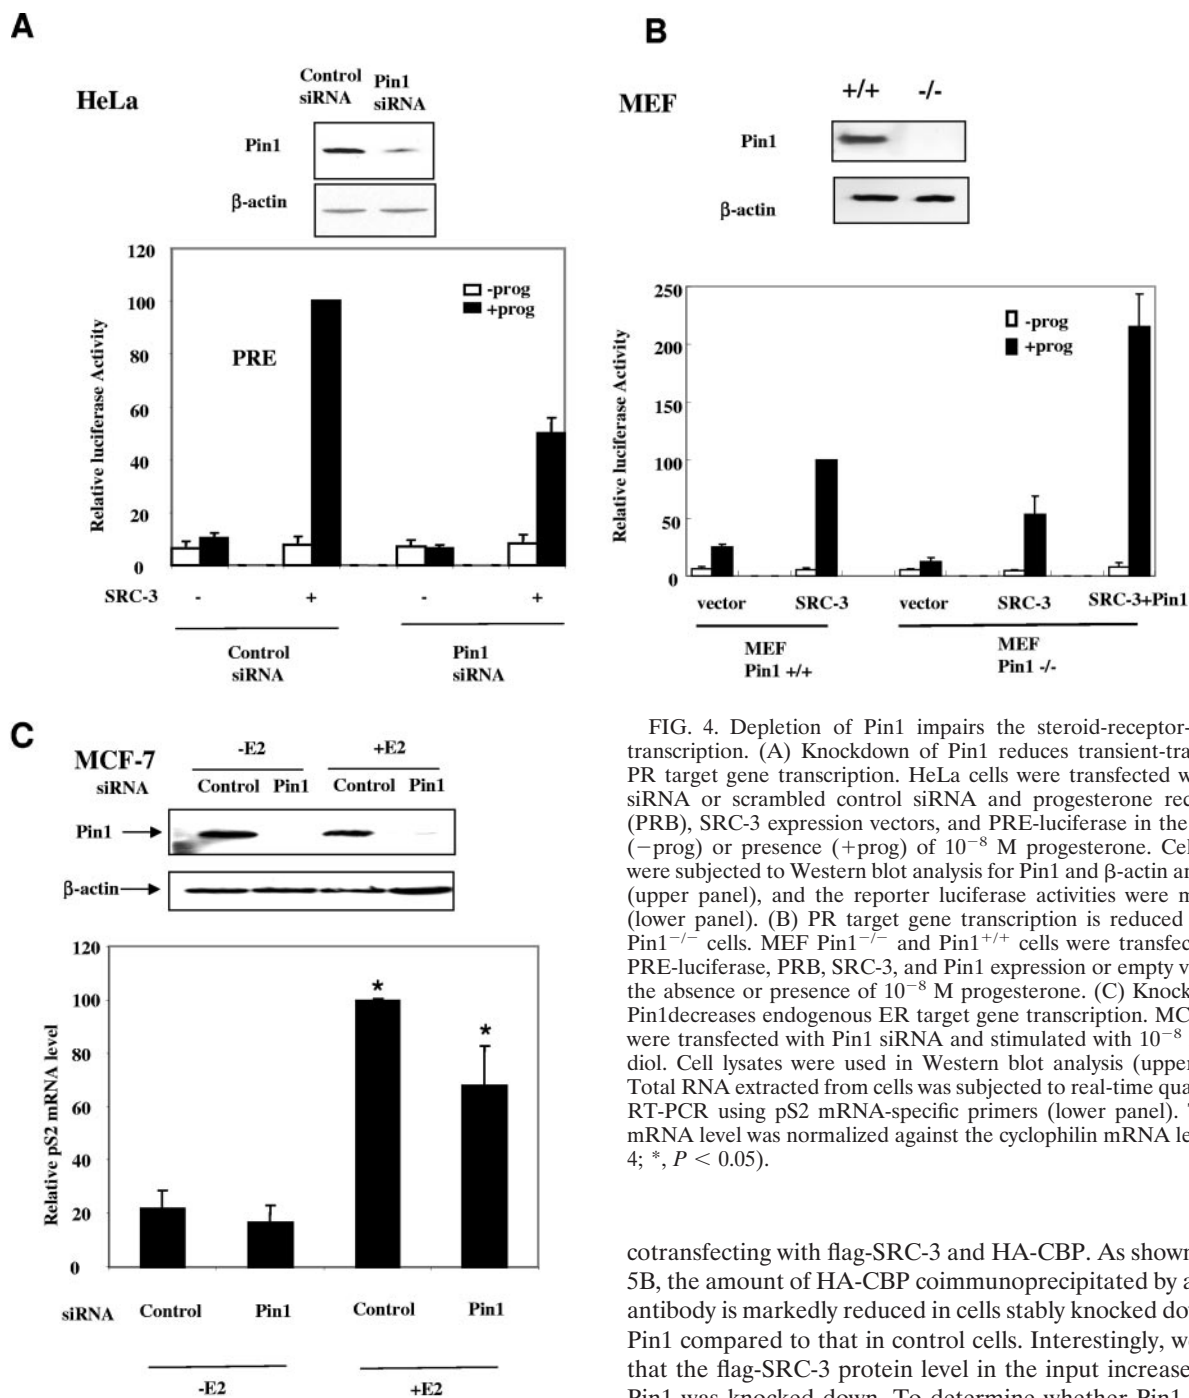 A
HeLa
Control siRNA
Pin1 siRNA
Pin1
β-actin
120
100
80
60
40
20
0
Relative luciferase Activity
PRE
-prog
+prog
SRC-3 - + - +
Control siRNA
Pin1 siRNA
B
MEF
+/+ -/-
Pin1
β-actin
250
200
150
100
50
0
Relative luciferase Activity
-prog
+prog
vector SRC-3 vector SRC-3 SRC-3+Pin1
MEF Pin1 +/+
MEF Pin1 -/-
C
MCF-7
-E2 +E2
siRNA Control Pin1 Control Pin1
Pin1
β-actin
100
80
60
40
20
0
Relative pS2 mRNA level
*
*
siRNA Control Pin1 Control Pin1
-E2 +E2
FIG. 4. Depletion of Pin1 impairs the steroid-receptor-
transcription. (A) Knockdown of Pin1 reduces transient-tra
PR target gene transcription. HeLa cells were transfected w
siRNA or scrambled control siRNA and progesterone rec
(PRB), SRC-3 expression vectors, and PRE-luciferase in the
(−prog) or presence (+prog) of 10⁻⁸ M progesterone. Cel
were subjected to Western blot analysis for Pin1 and β-actin an
(upper panel), and the reporter luciferase activities were m
(lower panel). (B) PR target gene transcription is reduced
Pin1⁻/⁻ cells. MEF Pin1⁻/⁻ and Pin1⁺/⁺ cells were transfec
PRE-luciferase, PRB, SRC-3, and Pin1 expression or empty v
the absence or presence of 10⁻⁸ M progesterone. (C) Knock
Pin1decreases endogenous ER target gene transcription. MC
were transfected with Pin1 siRNA and stimulated with 10⁻⁸
diol. Cell lysates were used in Western blot analysis (upper
Total RNA extracted from cells was subjected to real-time qua
RT-PCR using pS2 mRNA-specific primers (lower panel).
mRNA level was normalized against the cyclophilin mRNA le
4; *, P < 0.05).
cotransfecting with flag-SRC-3 and HA-CBP. As shown
5B, the amount of HA-CBP coimmunoprecipitated by a
antibody is markedly reduced in cells stably knocked do
Pin1 compared to that in control cells. Interestingly, w
that the flag-SRC-3 protein level in the input increase
Pin1 was knocked down. To determine whether Pin1